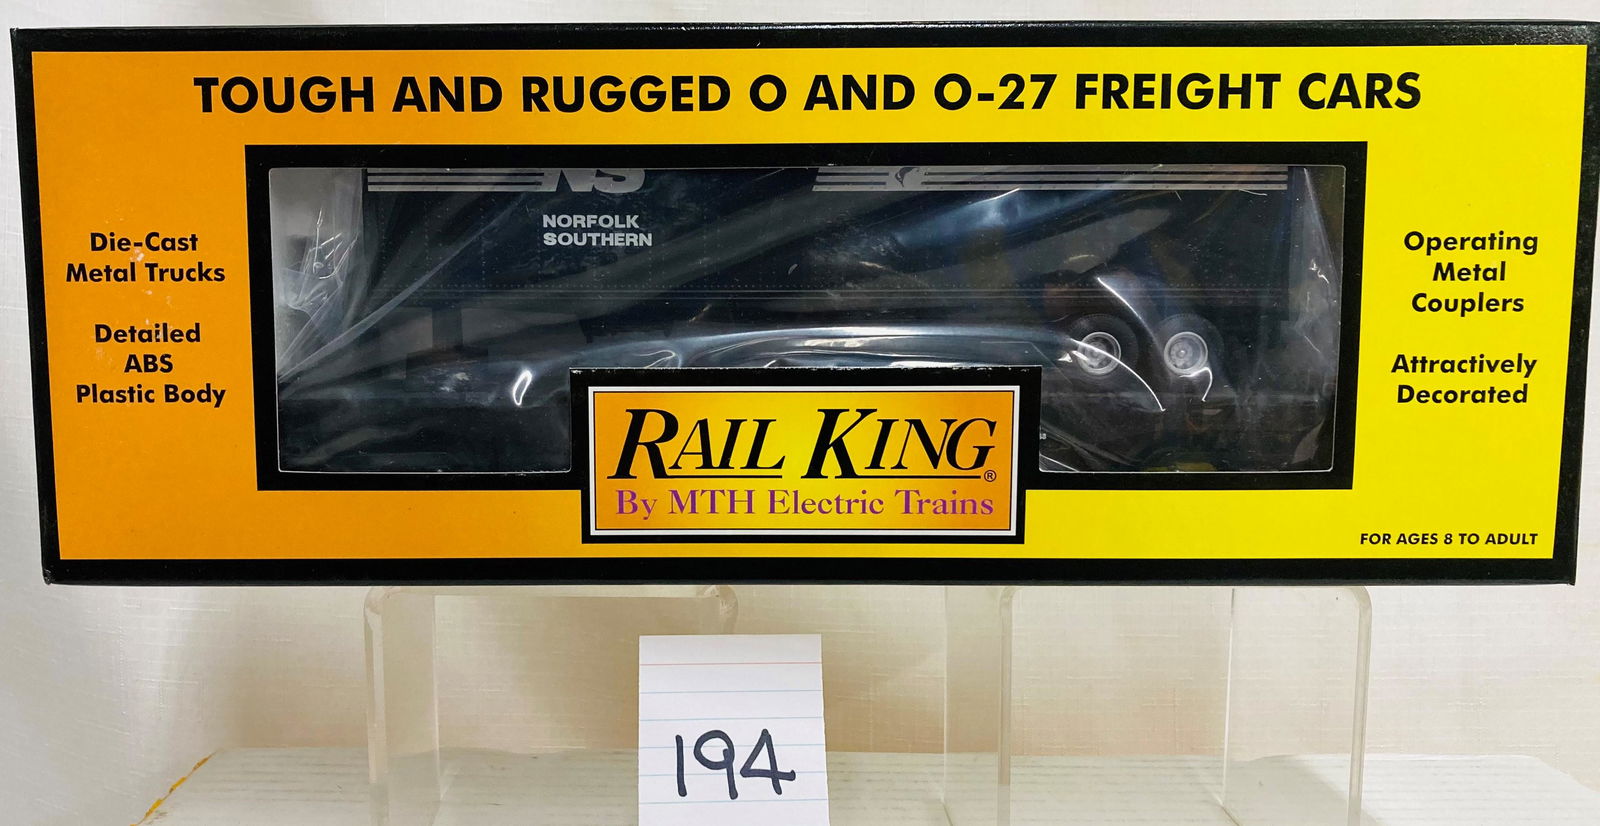 TOUGH AND RUGGED O AND O-27 FREIGHT CARS
NS
NORFOLK
SOUTHERN
Die-Cast
Metal Trucks
Detailed
ABS
Plastic Body
Operating
Metal
Couplers
Attractively
Decorated
RAIL KING®
By MTH Electric Trains
FOR AGES 8 TO ADULT
194